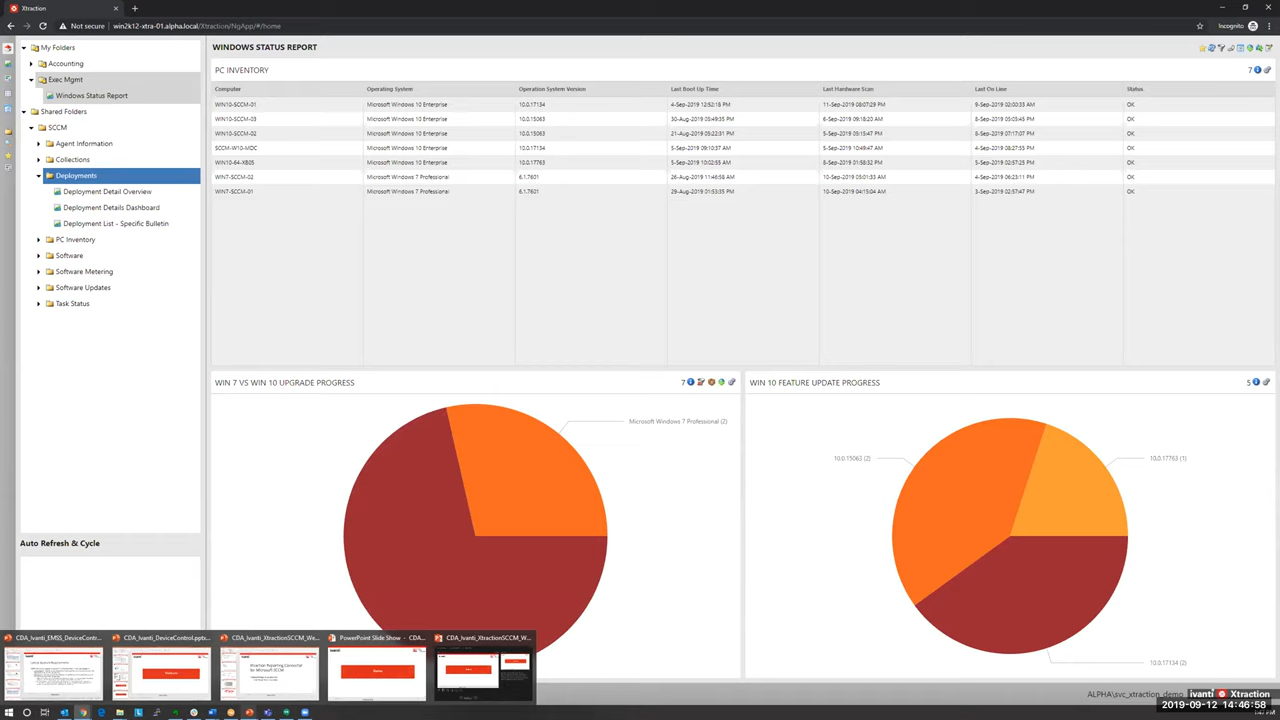 Xtraction
Not secure win2k12-xtra-01.alpha.local/Xtraction/NgApp/#/home
Incognito
My Folders
Accounting
Exec Mgmt
Windows Status Report
Shared Folders
SCCM
Agent Information
Collections
Deployments
Deployment Detail Overview
Deployment Details Dashboard
Deployment List - Specific Bulletin
PC Inventory
Software
Software Metering
Software Updates
Task Status
Auto Refresh & Cycle
WINDOWS STATUS REPORT
PC INVENTORY
7
Computer Operating System Operation System Version Last Boot Up Time Last Hardware Scan Last On Line Status
WIN10-SCCM-01 Microsoft Windows 10 Enterprise 10.0.17134 4-Sep-2019 12:52:15 PM 11-Sep-2019 08:07:29 PM 9-Sep-2019 02:00:33 AM OK
WIN10-SCCM-03 Microsoft Windows 10 Enterprise 10.0.15063 30-Aug-2019 05:49:35 PM 6-Sep-2019 09:18:20 AM 8-Sep-2019 05:05:45 PM OK
WIN10-SCCM-02 Microsoft Windows 10 Enterprise 10.0.15063 21-Aug-2019 05:22:31 PM 5-Sep-2019 05:15:47 PM 8-Sep-2019 07:17:07 PM OK
SCCM-W10-MDC Microsoft Windows 10 Enterprise 10.0.17134 5-Sep-2019 09:10:37 AM 5-Sep-2019 10:49:47 AM 4-Sep-2019 08:27:55 PM OK
WIN10-64-XB05 Microsoft Windows 10 Enterprise 10.0.17763 5-Sep-2019 10:02:55 AM 8-Sep-2019 01:58:32 PM 5-Sep-2019 02:57:25 PM OK
WIN7-SCCM-02 Microsoft Windows 7 Professional 6.1.7601 26-Aug-2019 11:46:58 AM 10-Sep-2019 05:01:33 AM 4-Sep-2019 06:23:11 PM OK
WIN7-SCCM-01 Microsoft Windows 7 Professional 6.1.7601 29-Aug-2019 01:53:35 PM 10-Sep-2019 04:15:04 AM 3-Sep-2019 02:57:47 PM OK
WIN 7 VS WIN 10 UPGRADE PROGRESS
7
Microsoft Windows 7 Professional (2)
WIN 10 FEATURE UPDATE PROGRESS
5
10.0.15063 (2)
10.0.17763 (1)
10.0.17134 (2)
CDA_Ivanti_EMSS_DeviceContr...
CDA_Ivanti_DeviceControl.pptx...
CDA_Ivanti_XtractionSCCM_We...
PowerPoint Slide Show - CDA...
CDA_Ivanti_XtractionSCCM_W...
Xtraction Reporting Connector
for Microsoft SCCM
ALPHA\svc_xtraction_demo ivanti Xtraction
2019-09-12 14:46:58